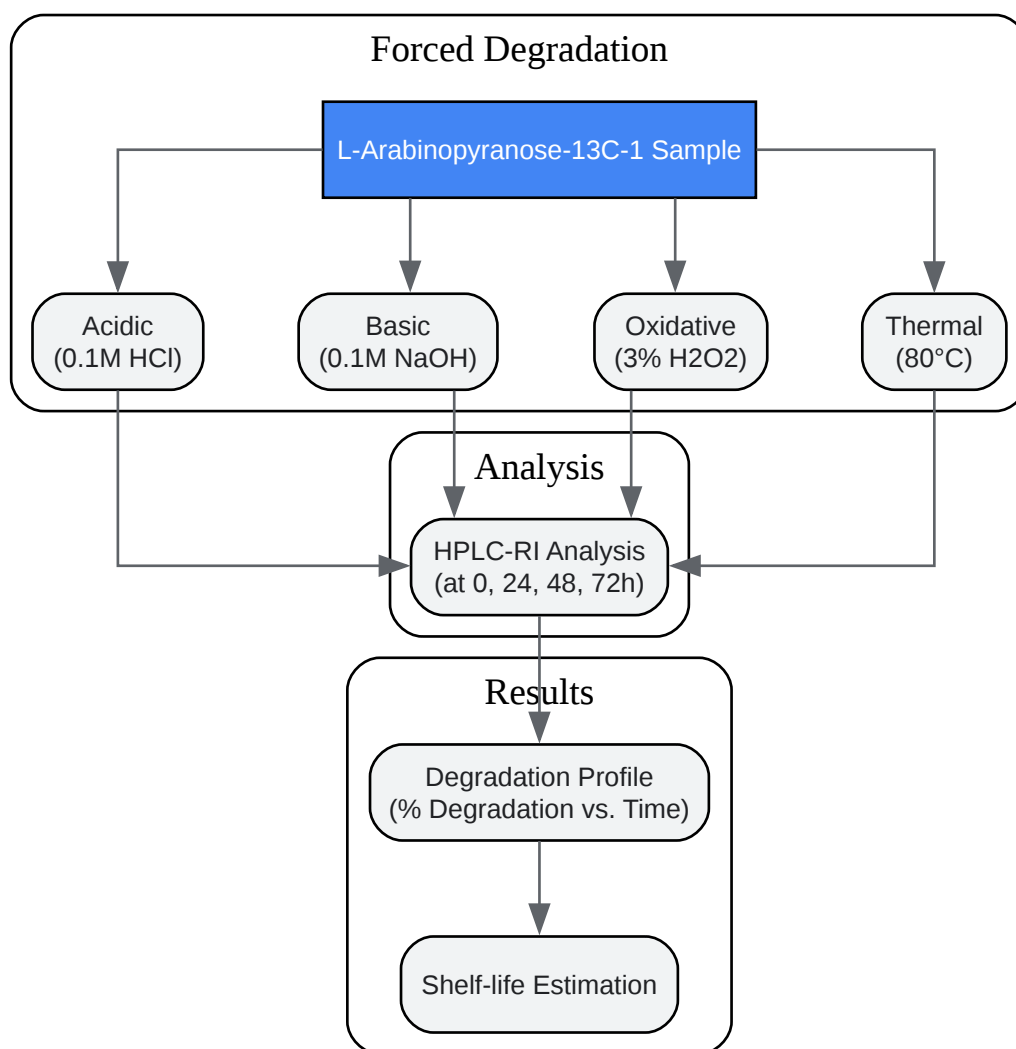 Forced Degradation
L-Arabinopyranose-13C-1 Sample
Acidic
(0.1M HCl)
Basic
(0.1M NaOH)
Oxidative
(3% H2O2)
Thermal
(80°C)
Analysis
HPLC-RI Analysis
(at 0, 24, 48, 72h)
Results
Degradation Profile
(% Degradation vs. Time)
Shelf-life Estimation